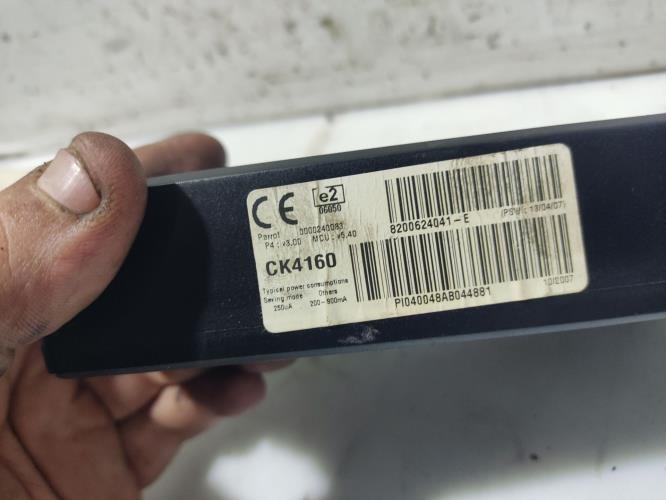 CE e2
06050
Parrot 0000240083
P4 : v3.00 MCU : v5.40
CK4160
Typical power consumptions
Saving mode Others
250uA 200-900mA
8200624041-E
(PSW : 13/04/07)
PI040048AB044881
10/2007